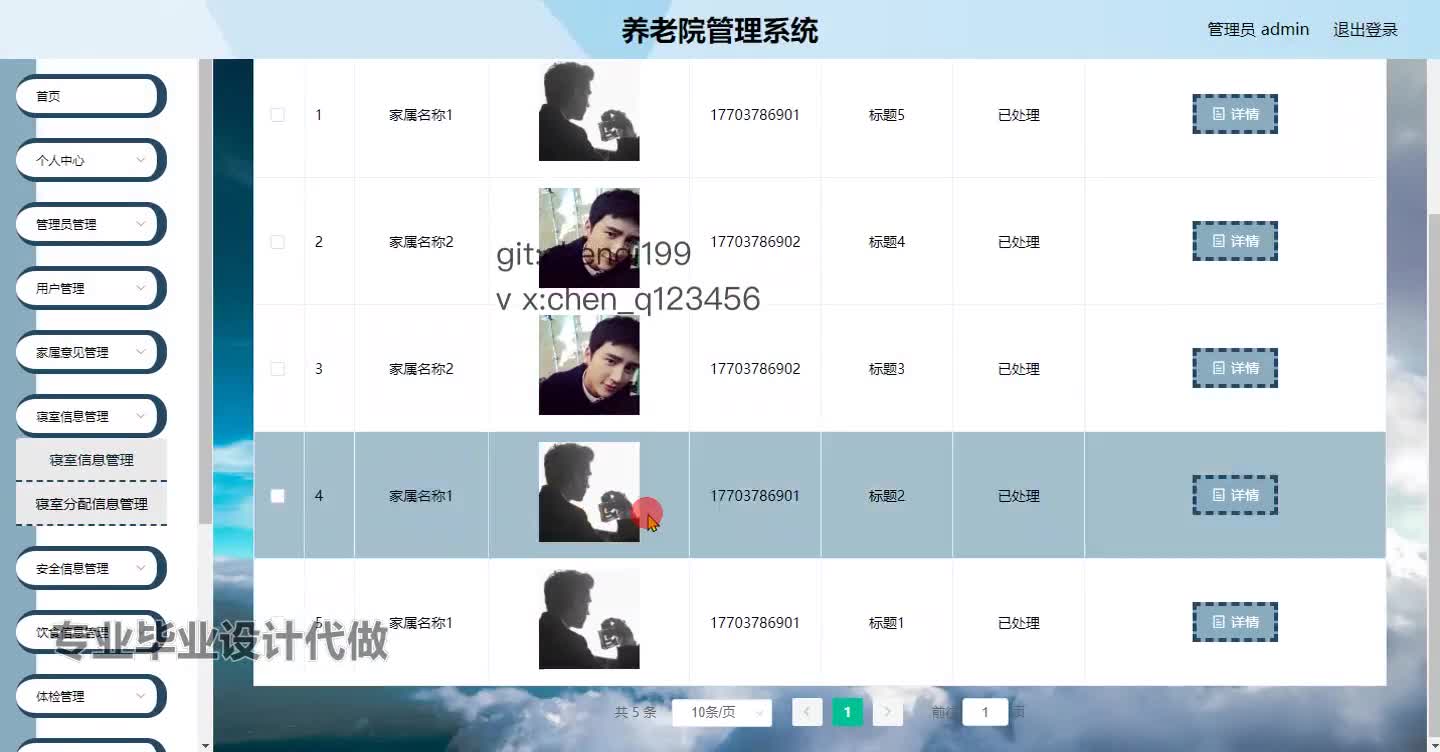 养老院管理系统
管理员 admin 退出登录
首页
个人中心
管理员管理
用户管理
家属意见管理
寝室信息管理
寝室信息管理
寝室分配信息管理
安全信息管理
饮食信息管理
体检管理
1 家属名称1 17703786901 标题5 已处理 详情
2 家属名称2 17703786902 标题4 已处理 详情
3 家属名称2 17703786902 标题3 已处理 详情
4 家属名称1 17703786901 标题2 已处理 详情
5 家属名称1 17703786901 标题1 已处理 详情
v x:chen_q123456
专业毕业设计代做
共 5 条 10条/页 1 前往 1 页